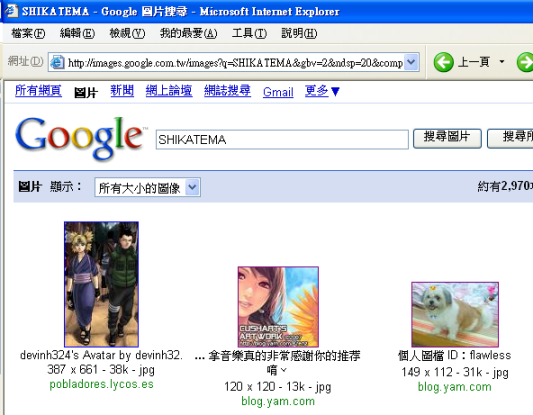 SHIKATEMA - Google 圖片搜尋 - Microsoft Internet Explorer
檔案(F) 編輯(E) 檢視(V) 我的最愛(A) 工具(T) 說明(H)
網址(D) http://images.google.com.tw/images?q=SHIKATEMA&gbv=2&ndsp=20&comp 上一頁
所有網頁 圖片 新聞 網上論壇 網誌搜尋 Gmail 更多▼
Google™ SHIKATEMA 搜尋圖片 搜尋所
圖片 顯示： 所有大小的圖像 約有2,970
CUSHART'S
ARTWORK
devinh324's Avatar by devinh32. ... 拿音樂真的非常感謝你的推荐 個人圖檔 ID：flawless
387 x 661 - 38k - jpg 唷、 149 x 112 - 31k - jpg
pobladores.lycos.es 120 x 120 - 13k - jpg blog.yam.com
blog.yam.com